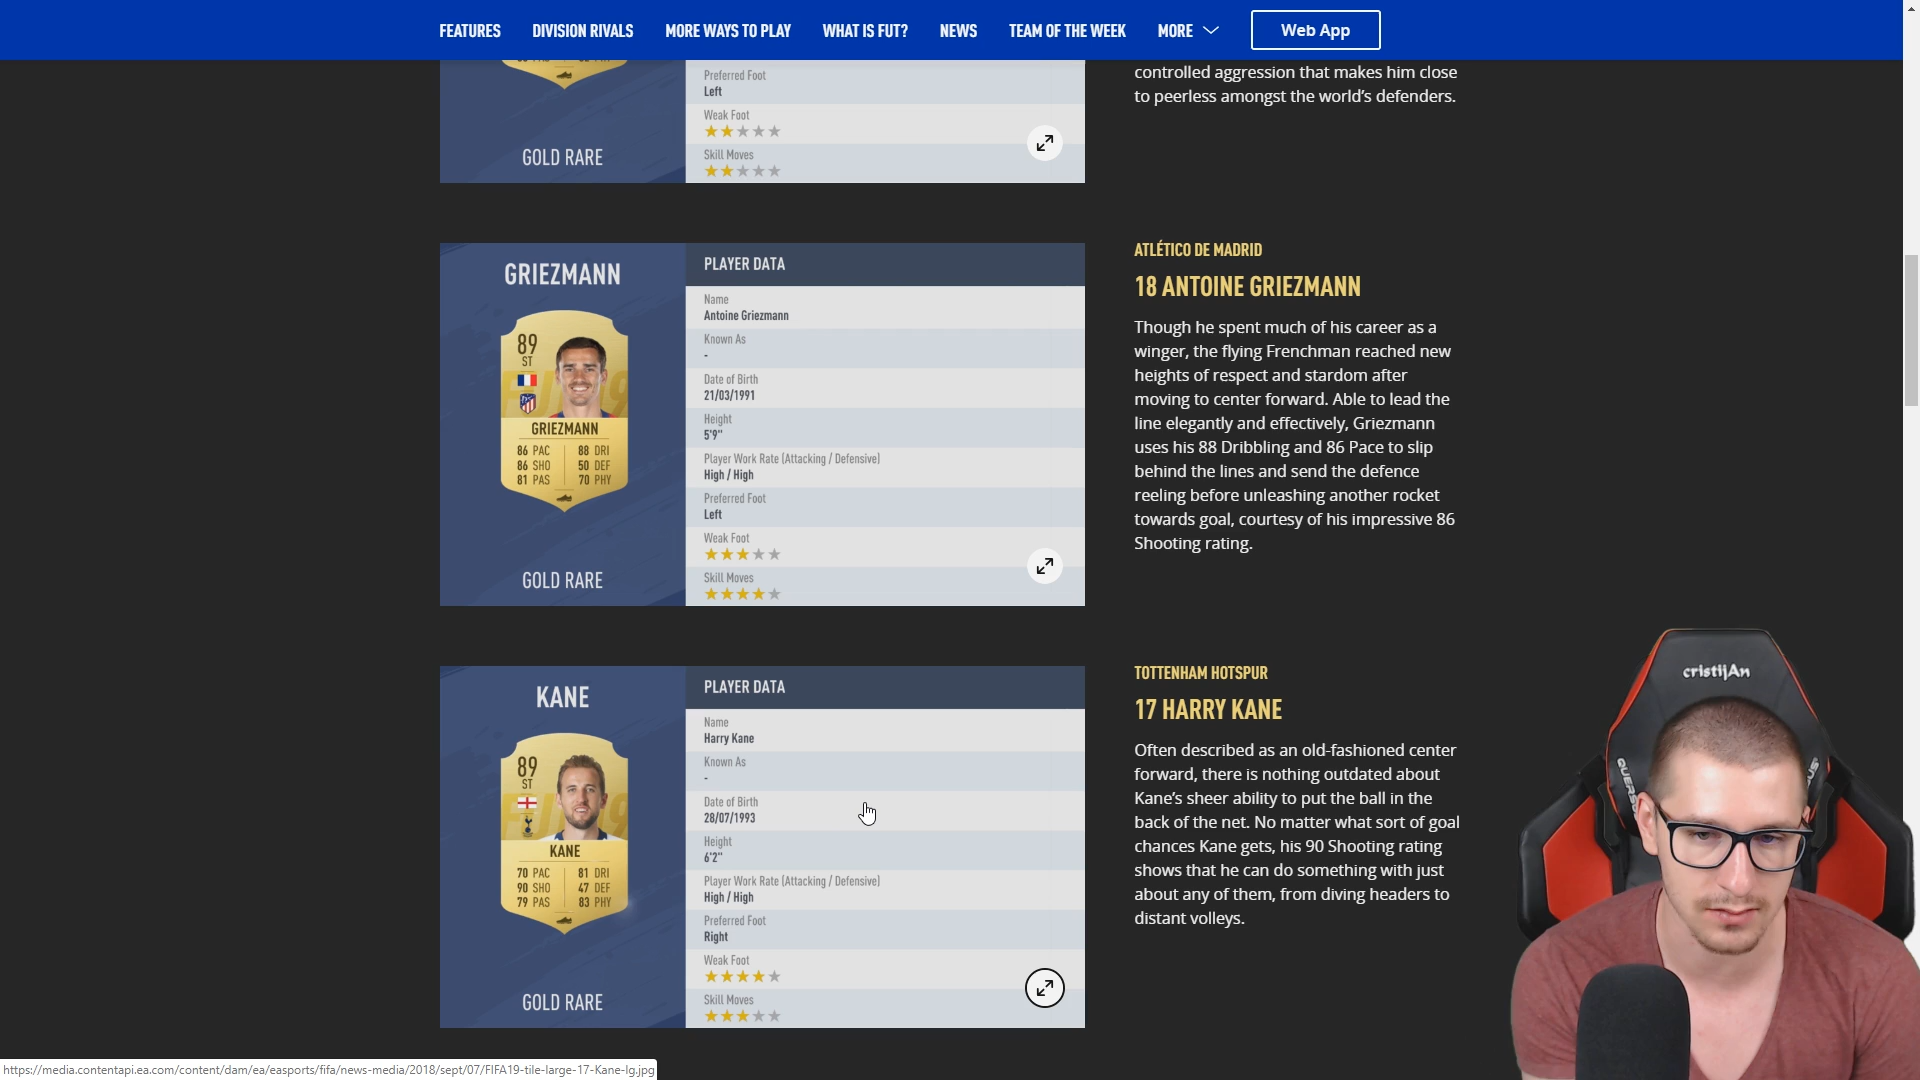 FEATURES
DIVISION RIVALS
MORE WAYS TO PLAY
WHAT IS FUT?
NEWS
TEAM OF THE WEEK
MORE
Web App
Preferred Foot
Left
Weak Foot
Skill Moves
GOLD RARE
controlled aggression that makes him close
to peerless amongst the world's defenders.
GRIEZMANN
89
ST
GRIEZMANN
86 PAC 88 DRI
86 SHO 50 DEF
81 PAS 70 PHY
GOLD RARE
PLAYER DATA
Name
Antoine Griezmann
Known As
-
Date of Birth
21/03/1991
Height
5'9"
Player Work Rate (Attacking / Defensive)
High / High
Preferred Foot
Left
Weak Foot
Skill Moves
ATLÉTICO DE MADRID
18 ANTOINE GRIEZMANN
Though he spent much of his career as a
winger, the flying Frenchman reached new
heights of respect and stardom after
moving to center forward. Able to lead the
line elegantly and effectively, Griezmann
uses his 88 Dribbling and 86 Pace to slip
behind the lines and send the defence
reeling before unleashing another rocket
towards goal, courtesy of his impressive 86
Shooting rating.
KANE
89
ST
KANE
70 PAC 81 DRI
90 SHO 47 DEF
79 PAS 83 PHY
GOLD RARE
PLAYER DATA
Name
Harry Kane
Known As
-
Date of Birth
28/07/1993
Height
6'2"
Player Work Rate (Attacking / Defensive)
High / High
Preferred Foot
Right
Weak Foot
Skill Moves
TOTTENHAM HOTSPUR
17 HARRY KANE
Often described as an old-fashioned center
forward, there is nothing outdated about
Kane's sheer ability to put the ball in the
back of the net. No matter what sort of goal
chances Kane gets, his 90 Shooting rating
shows that he can do something with just
about any of them, from diving headers to
distant volleys.
cristijAn
https://media.contentapi.ea.com/content/dam/ea/easports/fifa/news-media/2018/sept/07/FIFA19-tile-large-17-Kane-lg.jpg